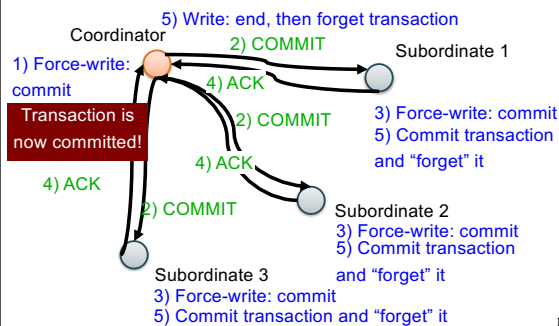 5) Write: end, then forget transaction
Coordinator
2) COMMIT
Subordinate 1
1) Force-write:
commit
4) ACK
Transaction is
now committed!
3) Force-write: commit
5) Commit transaction
and “forget” it
2) COMMIT
4) ACK
4) ACK
2) COMMIT
Subordinate 2
3) Force-write: commit
5) Commit transaction
and “forget” it
Subordinate 3
3) Force-write: commit
5) Commit transaction and “forget” it